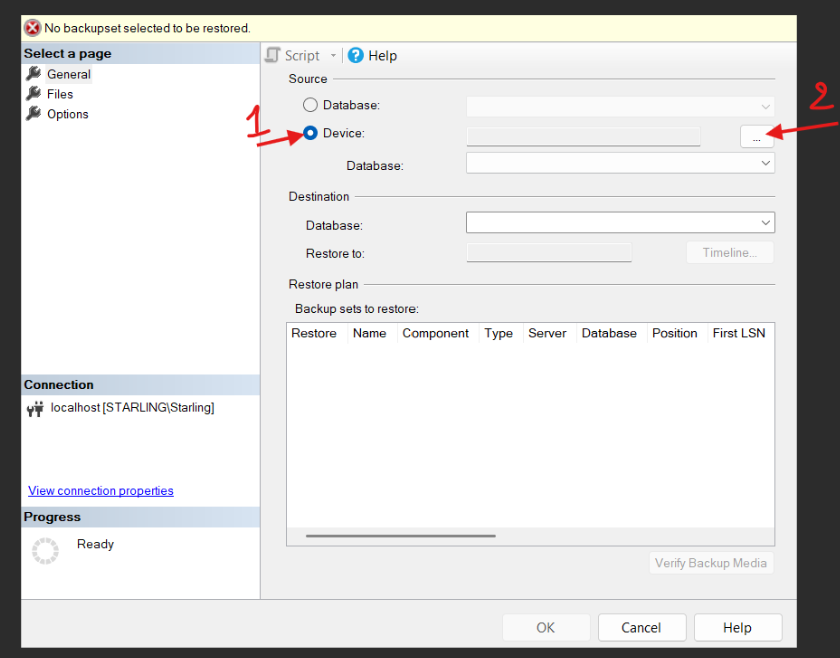 No backupset selected to be restored.
Select a page
General
Files
Options
Script Help
Source
Database:
1
Device:
...
2
Database:
Destination
Database:
Restore to:
Timeline...
Restore plan
Backup sets to restore:
Restore Name Component Type Server Database Position First LSN
Connection
localhost [STARLING\Starling]
View connection properties
Progress
Ready
Verify Backup Media
OK Cancel Help